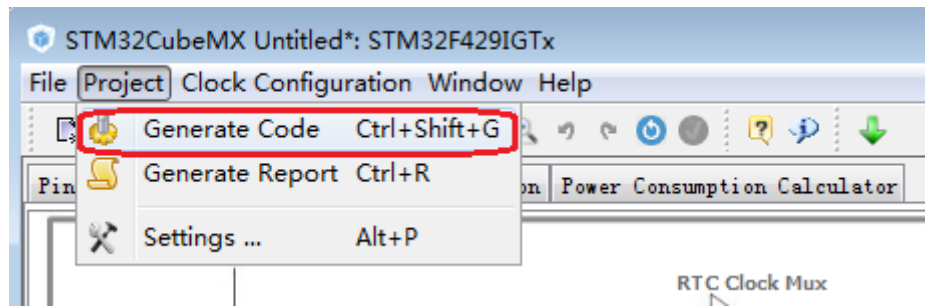 STM32CubeMX Untitled*: STM32F429IGTx
File Project Clock Configuration Window Help
Generate Code Ctrl+Shift+G
Generate Report Ctrl+R
Power Consumption Calculator
Settings ... Alt+P
RTC Clock Mux